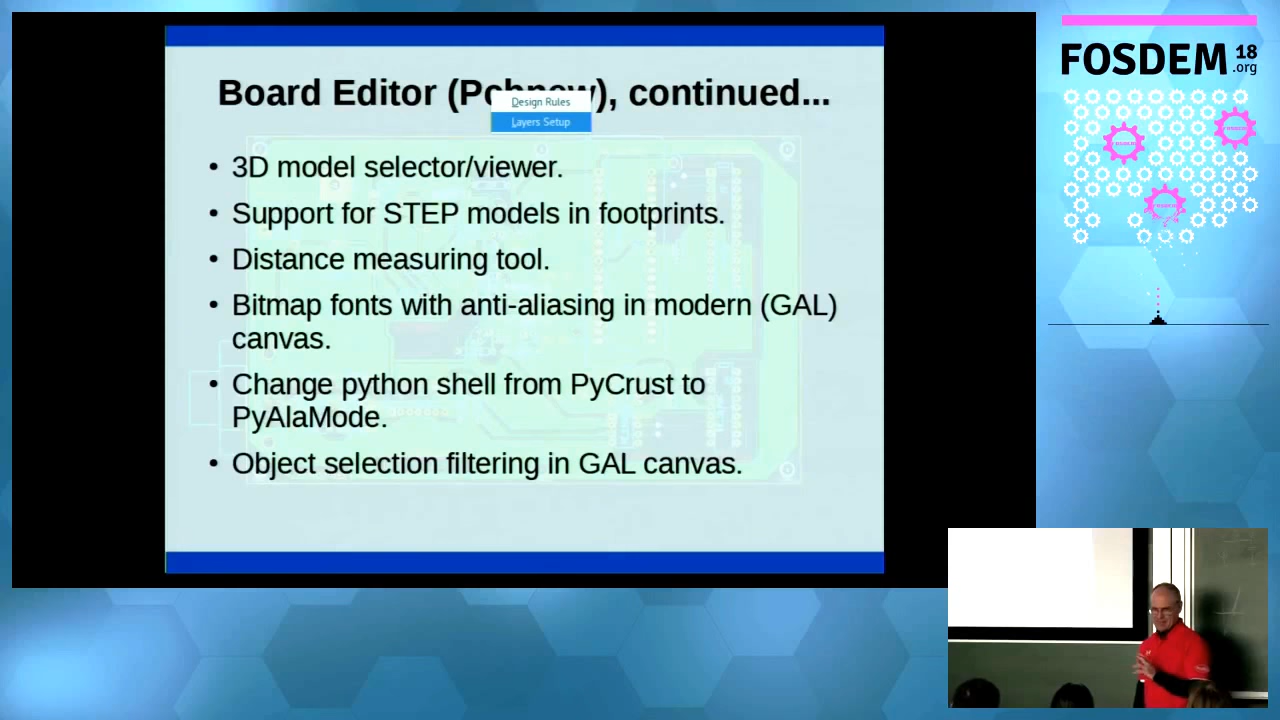 Board Editor (Pcbnew), continued...
Design Rules
Layers Setup
• 3D model selector/viewer.
• Support for STEP models in footprints.
• Distance measuring tool.
• Bitmap fonts with anti-aliasing in modern (GAL)
canvas.
• Change python shell from PyCrust to
PyAlaMode.
• Object selection filtering in GAL canvas.
FOSDEM 18
.org